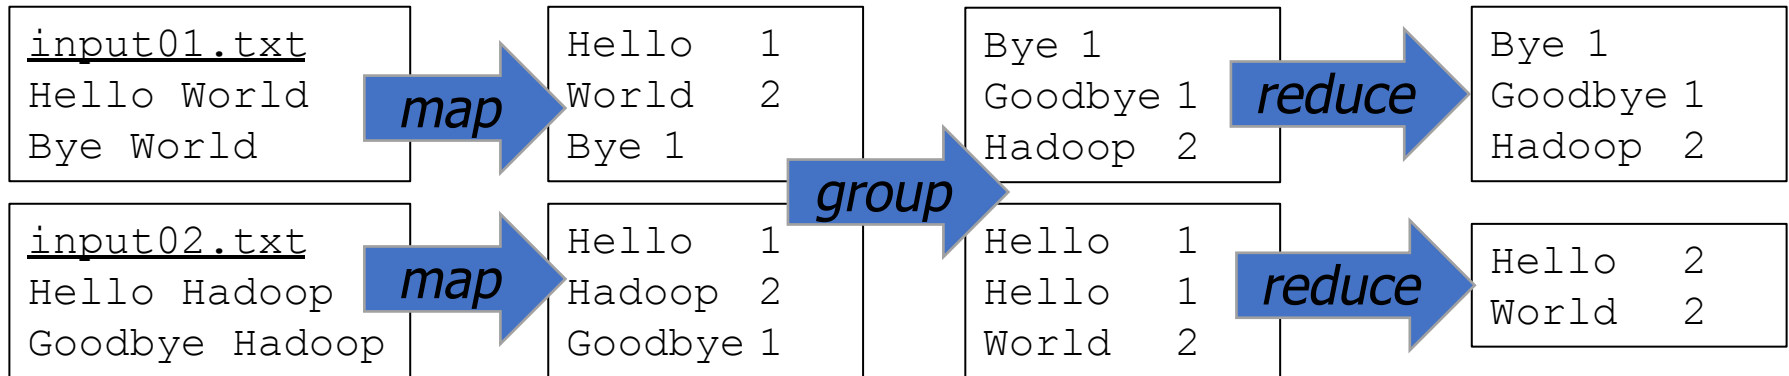 input01.txt
Hello World
Bye World
map
Hello 1
World 2
Bye 1
input02.txt
Hello Hadoop
Goodbye Hadoop
map
Hello 1
Hadoop 2
Goodbye 1
group
Bye 1
Goodbye 1
Hadoop 2
reduce
Bye 1
Goodbye 1
Hadoop 2
Hello 1
Hello 1
World 2
reduce
Hello 2
World 2